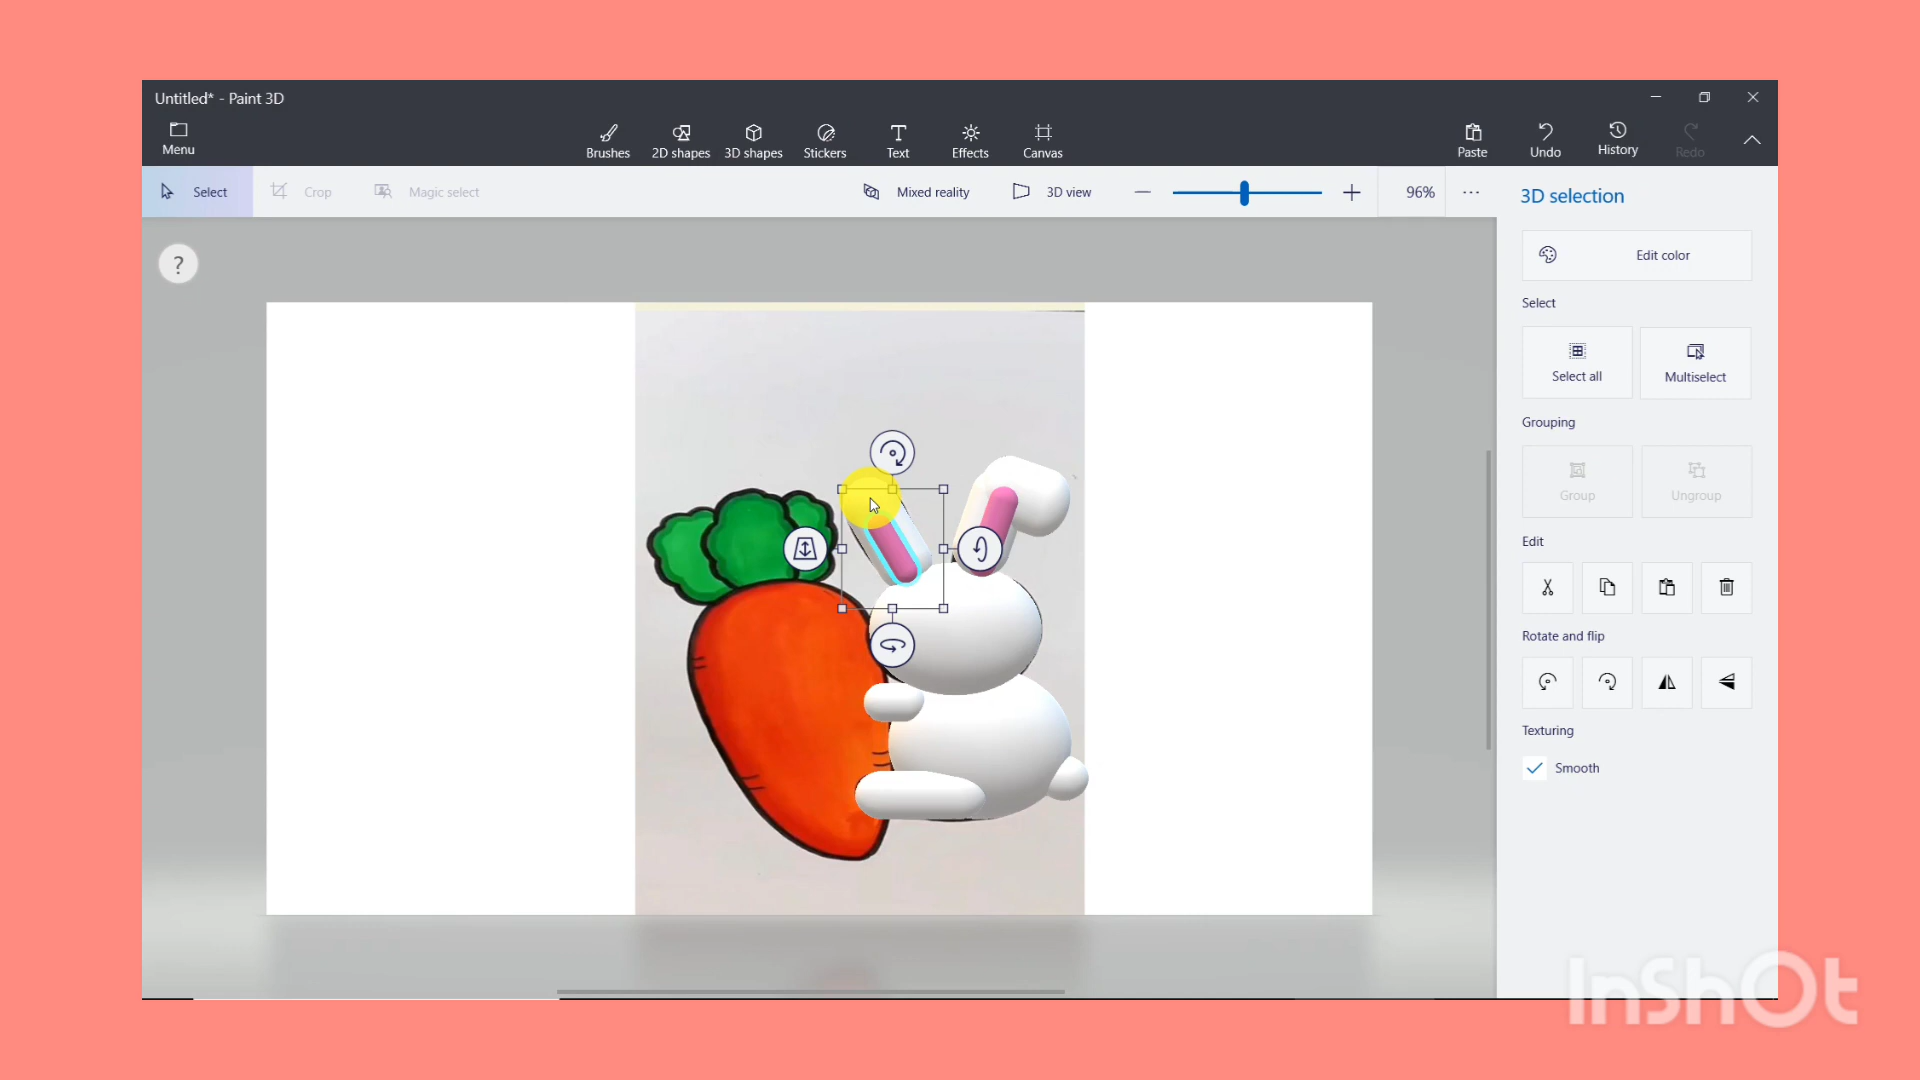 Untitled* - Paint 3D
Menu
Brushes
2D shapes
3D shapes
Stickers
Text
Effects
Canvas
Paste
Undo
History
Redo
Select
Crop
Magic select
Mixed reality
3D view
96%
3D selection
?
Edit color
Select
Select all
Multiselect
Grouping
Group
Ungroup
Edit
Rotate and flip
Texturing
Smooth
InShOt